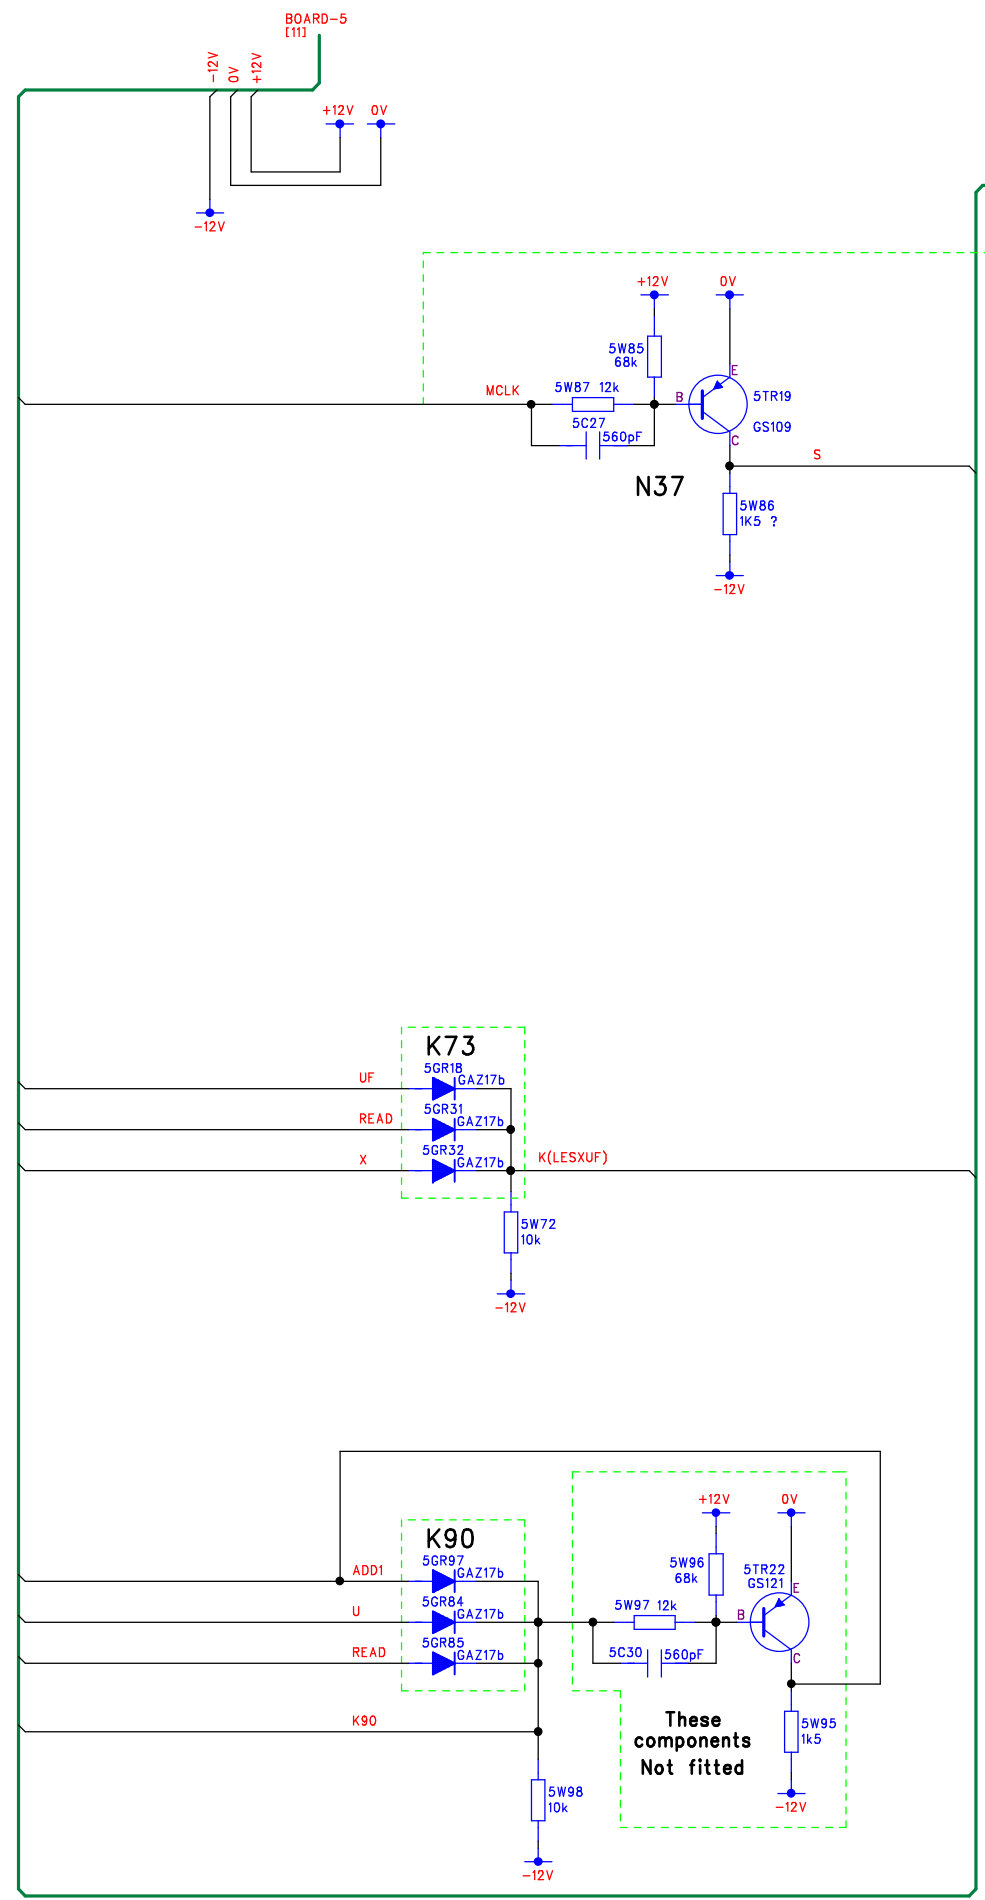 BOARD-5
[11]
-12V
0V
+12V
+12V
0V
-12V
+12V
0V
5W85
68k
E
MCLK
5W87 12k
B
5TR19
5C27
560pF
GS109
C
S
N37
5W86
1K5 ?
-12V
K73
5GR18
UF
GAZ17b
5GR31
READ
GAZ17b
5GR32
X
GAZ17b
K(LESXUF)
5W72
10k
-12V
+12V
0V
K90
5GR97
ADD1
GAZ17b
5W96
68k
5TR22
GS121
E
5GR84
U
GAZ17b
5W97 12k
B
5GR85
READ
GAZ17b
5C30
560pF
C
K90
These
components
Not fitted
5W95
1k5
5W98
10k
-12V
-12V